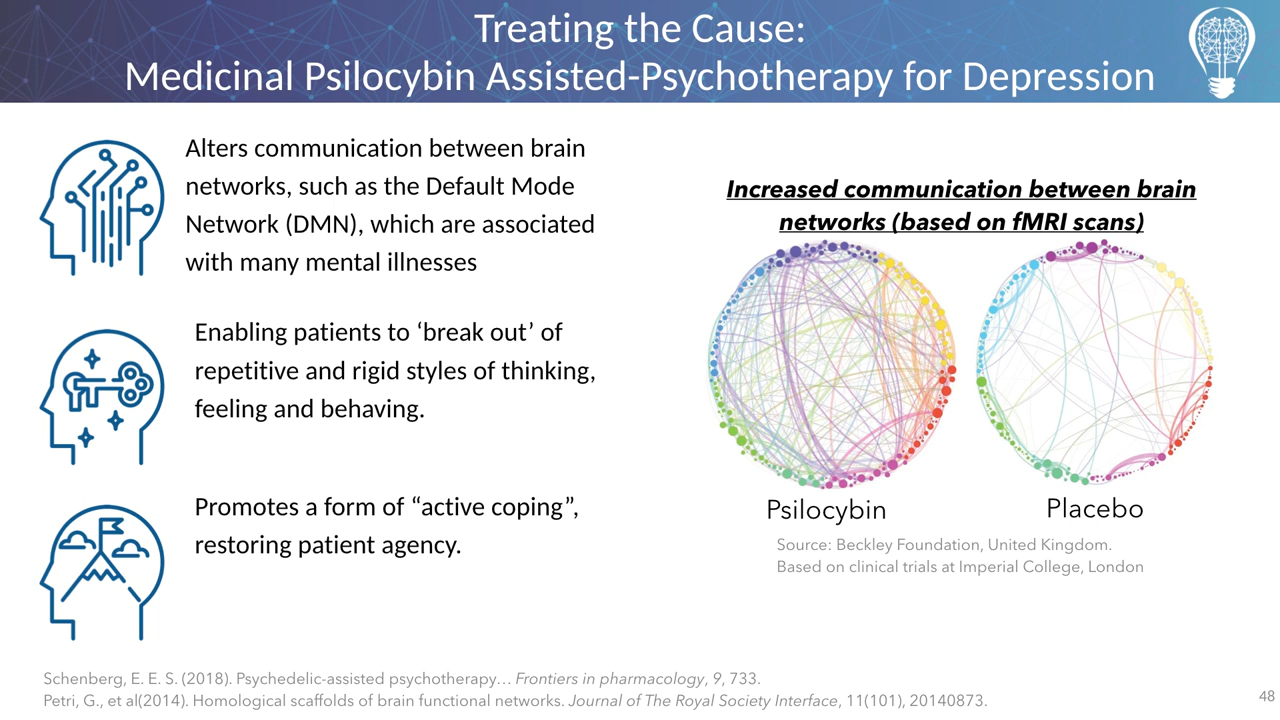 Treating the Cause:
Medicinal Psilocybin Assisted-Psychotherapy for Depression
Alters communication between brain
networks, such as the Default Mode
Network (DMN), which are associated
with many mental illnesses
Enabling patients to ‘break out’ of
repetitive and rigid styles of thinking,
feeling and behaving.
Promotes a form of “active coping”,
restoring patient agency.
Increased communication between brain
networks (based on fMRI scans)
Psilocybin
Placebo
Source: Beckley Foundation, United Kingdom.
Based on clinical trials at Imperial College, London
Schenberg, E. E. S. (2018). Psychedelic-assisted psychotherapy… Frontiers in pharmacology, 9, 733.
Petri, G., et al(2014). Homological scaffolds of brain functional networks. Journal of The Royal Society Interface, 11(101), 20140873.
48